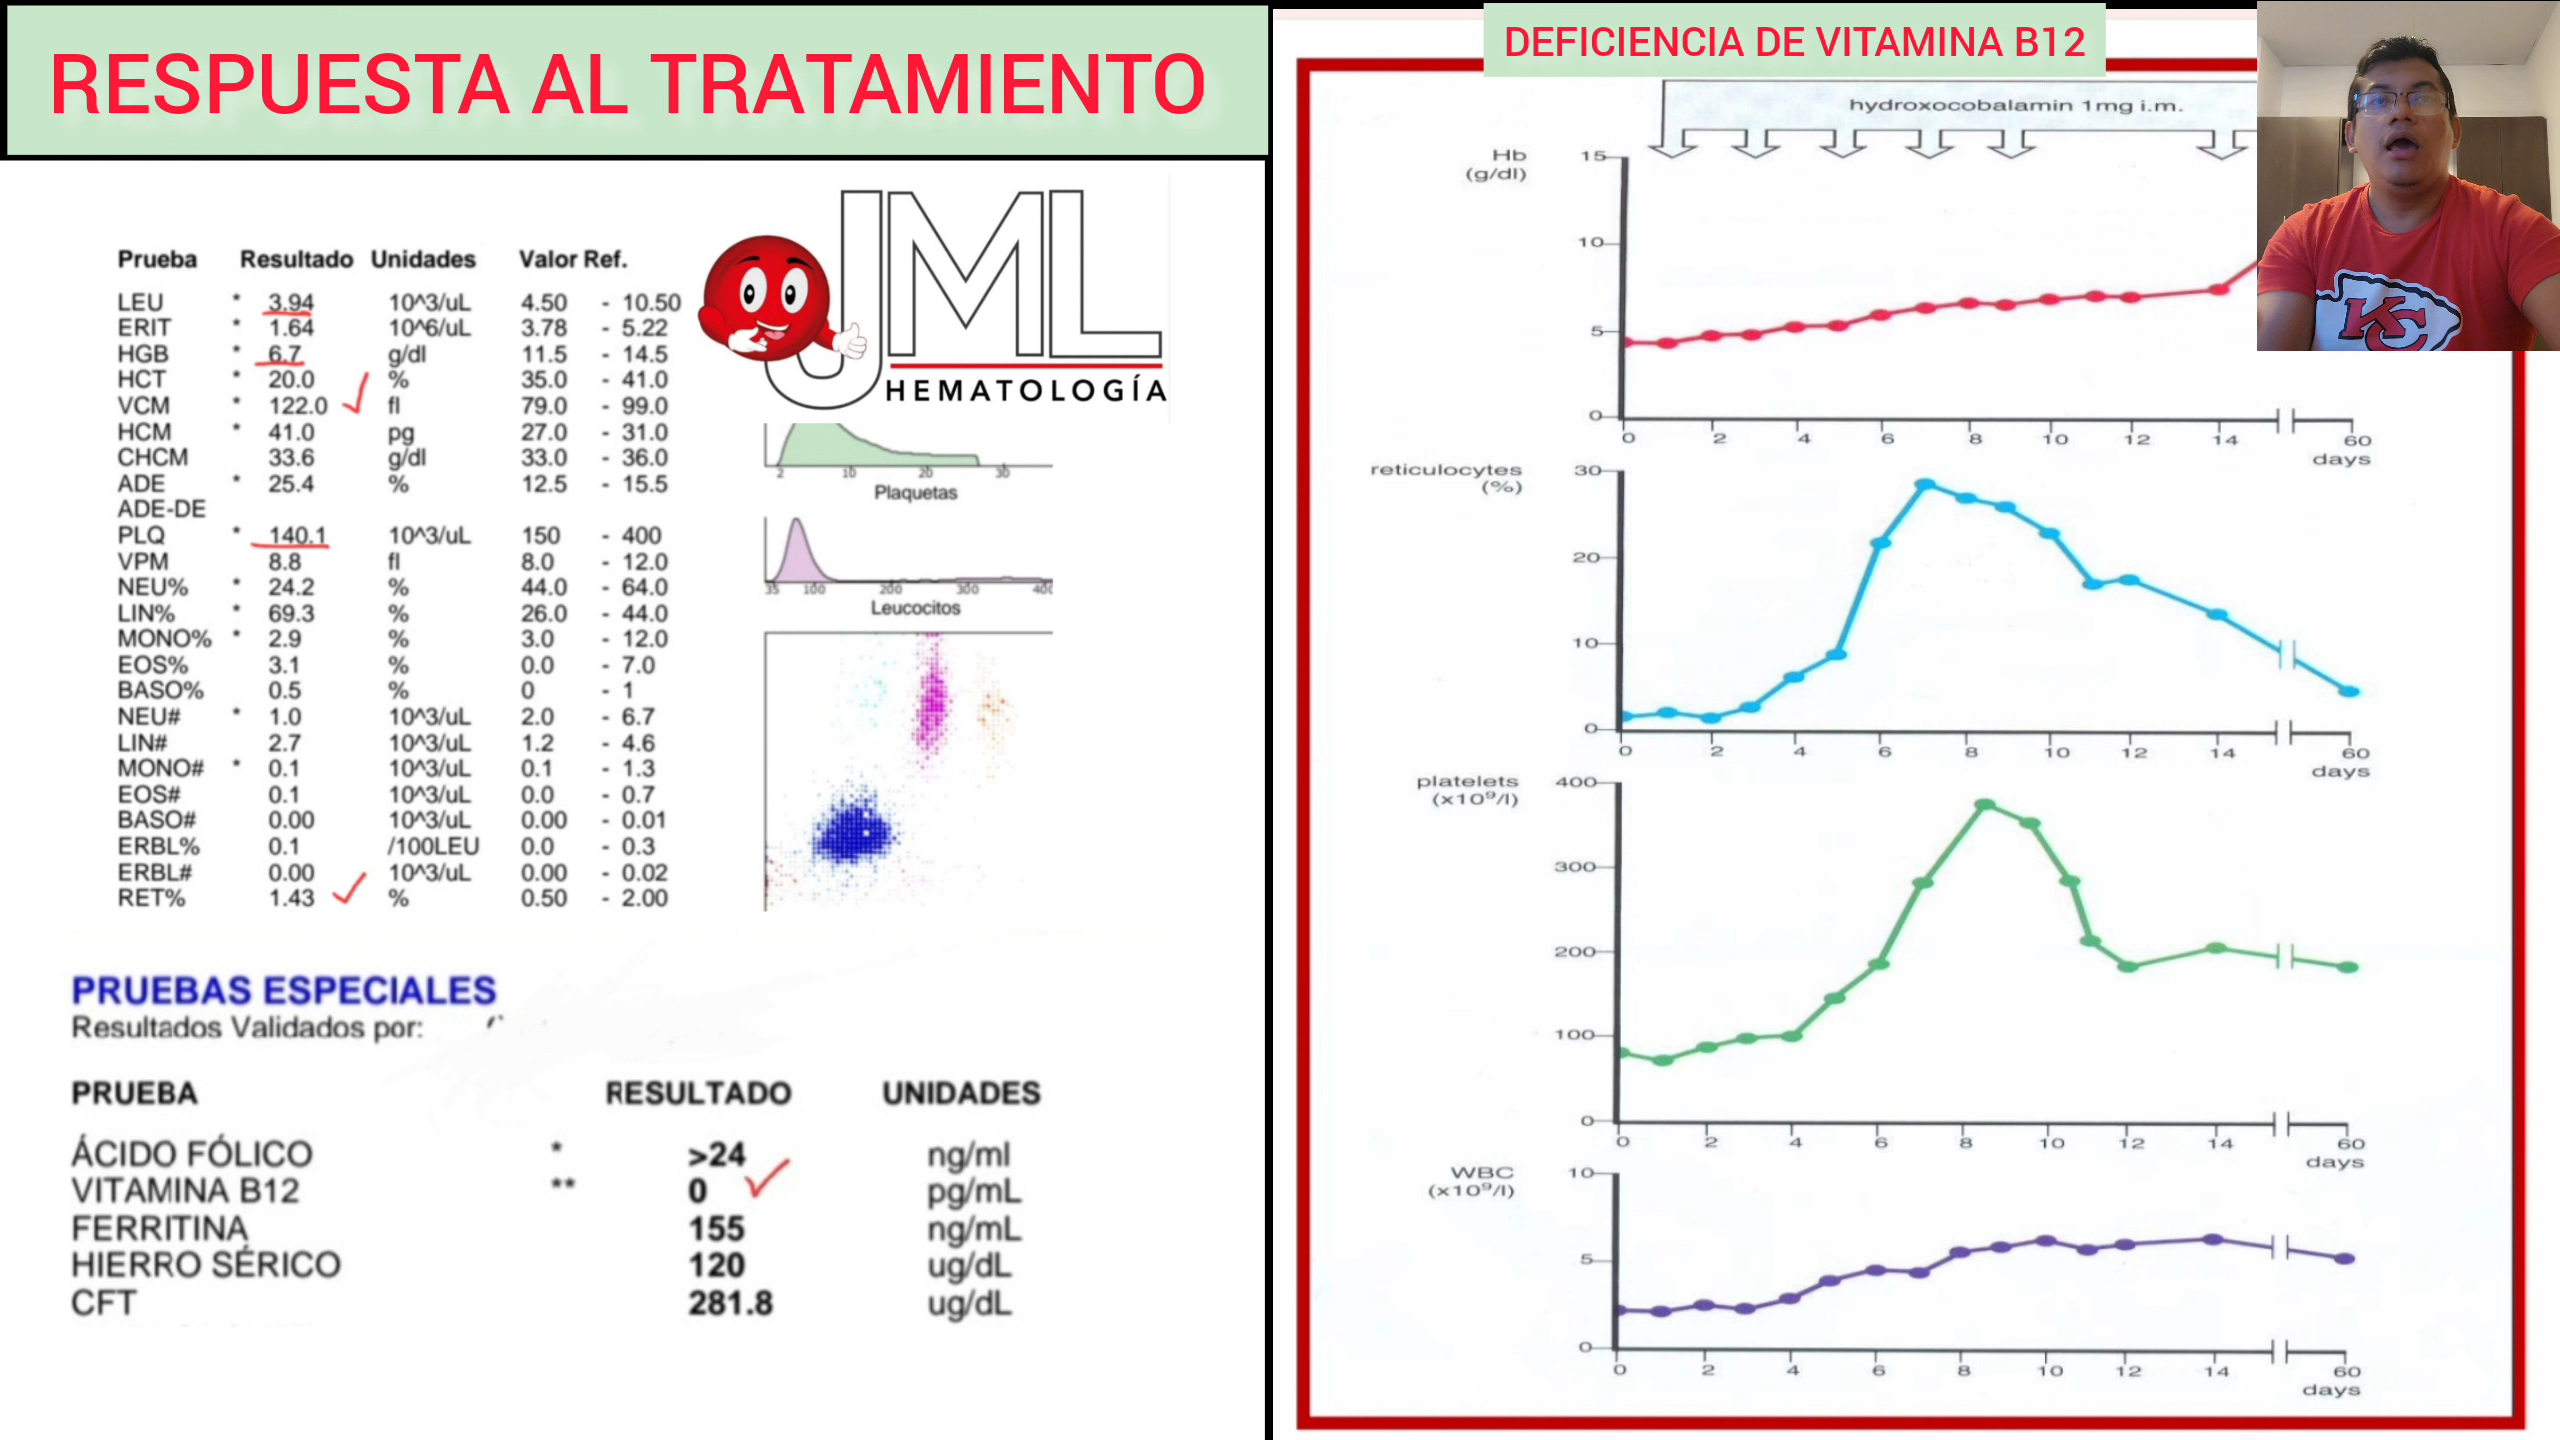 RESPUESTA AL TRATAMIENTO
Prueba Resultado Unidades Valor Ref.
LEU * 3.94 10^3/uL 4.50 - 10.50
ERIT * 1.64 10^6/uL 3.78 - 5.22
HGB * 6.7 g/dl 11.5 - 14.5
HCT * 20.0 % 35.0 - 41.0
VCM * 122.0 fl 79.0 - 99.0
HCM * 41.0 pg 27.0 - 31.0
CHCM 33.6 g/dl 33.0 - 36.0
ADE * 25.4 % 12.5 - 15.5
ADE-DE
PLQ * 140.1 10^3/uL 150 - 400
VPM 8.8 fl 8.0 - 12.0
NEU% * 24.2 % 44.0 - 64.0
LIN% * 69.3 % 26.0 - 44.0
MONO% * 2.9 % 3.0 - 12.0
EOS% 3.1 % 0.0 - 7.0
BASO% 0.5 % 0 - 1
NEU# * 1.0 10^3/uL 2.0 - 6.7
LIN# 2.7 10^3/uL 1.2 - 4.6
MONO# * 0.1 10^3/uL 0.1 - 1.3
EOS# 0.1 10^3/uL 0.0 - 0.7
BASO# 0.00 10^3/uL 0.00 - 0.01
ERBL% 0.1 /100LEU 0.0 - 0.3
ERBL# 0.00 10^3/uL 0.00 - 0.02
RET% 1.43 % 0.50 - 2.00
JML
HEMATOLOGÍA
2 10 20 30
Plaquetas
35 100 200 300 400
Leucocitos
PRUEBAS ESPECIALES
Resultados Validados por:
PRUEBA RESULTADO UNIDADES
ÁCIDO FÓLICO * >24 ng/ml
VITAMINA B12 ** 0 pg/mL
FERRITINA 155 ng/mL
HIERRO SÉRICO 120 ug/dL
CFT 281.8 ug/dL
DEFICIENCIA DE VITAMINA B12
hydroxocobalamin 1mg i.m.
Hb
(g/dl)
15
10
5
0
0 2 4 6 8 10 12 14 60
days
reticulocytes
(%)
30
20
10
0
0 2 4 6 8 10 12 14 60
days
platelets
(x10⁹/l)
400
300
200
100
0
0 2 4 6 8 10 12 14 60
days
WBC
(x10⁹/l)
10
5
0
0 2 4 6 8 10 12 14 60
days
KC